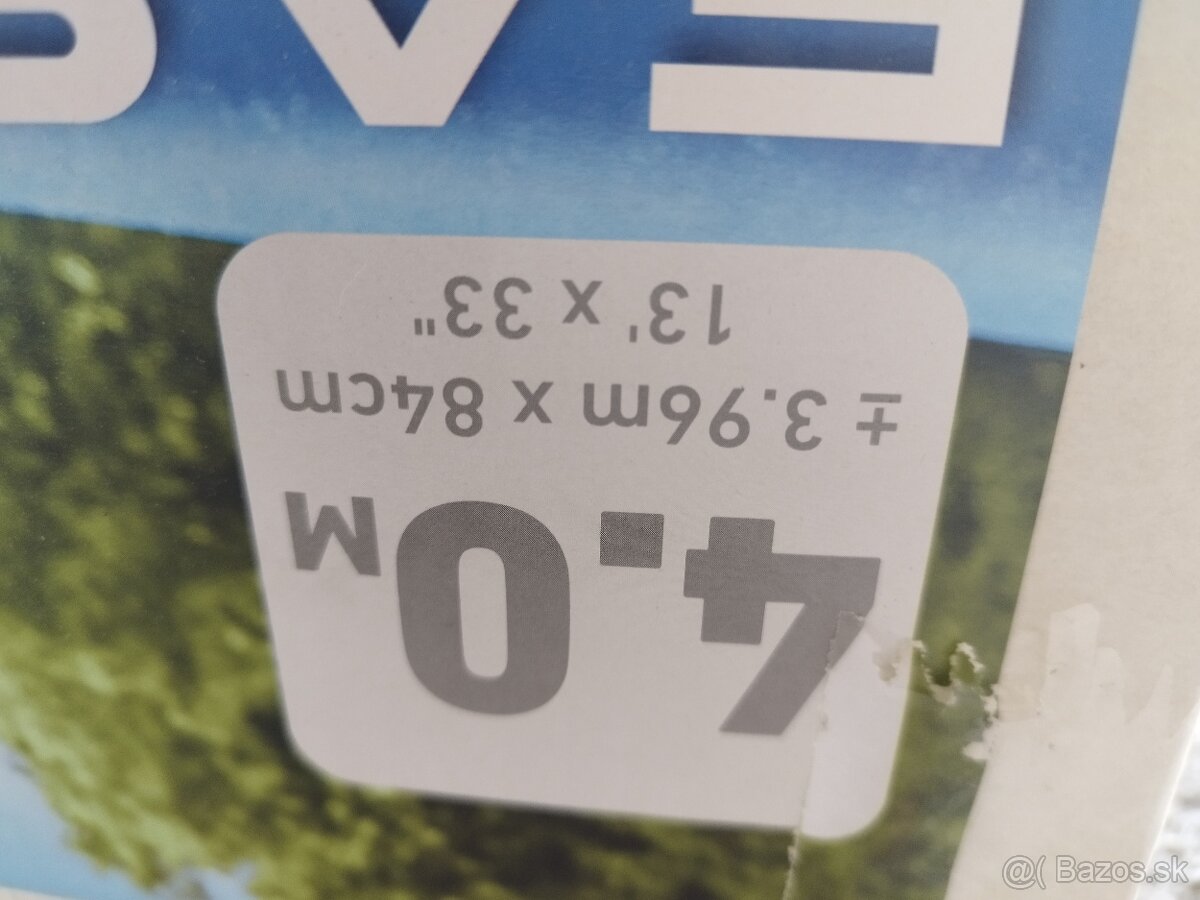 4.0M
± 3.96m x 84cm
13' x 33"
@( Bazos.sk